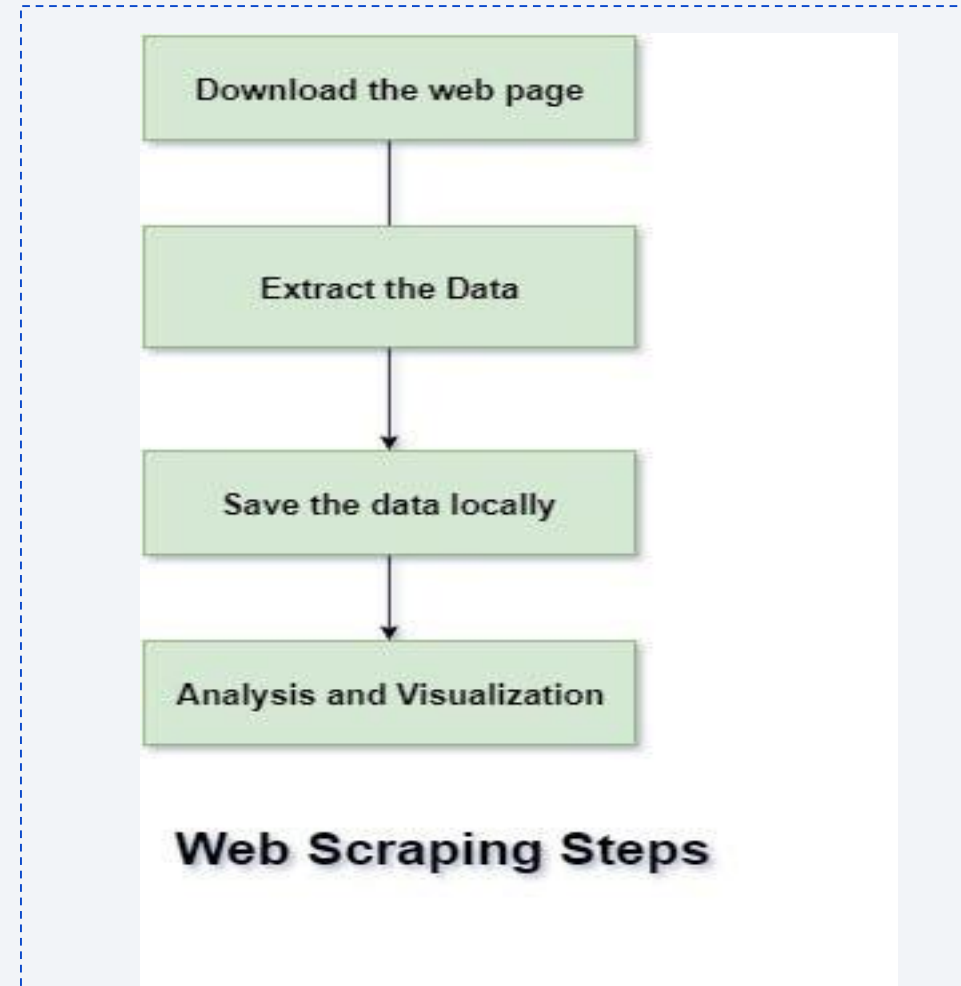 Download the web page
Extract the Data
Save the data locally
Analysis and Visualization
Web Scraping Steps